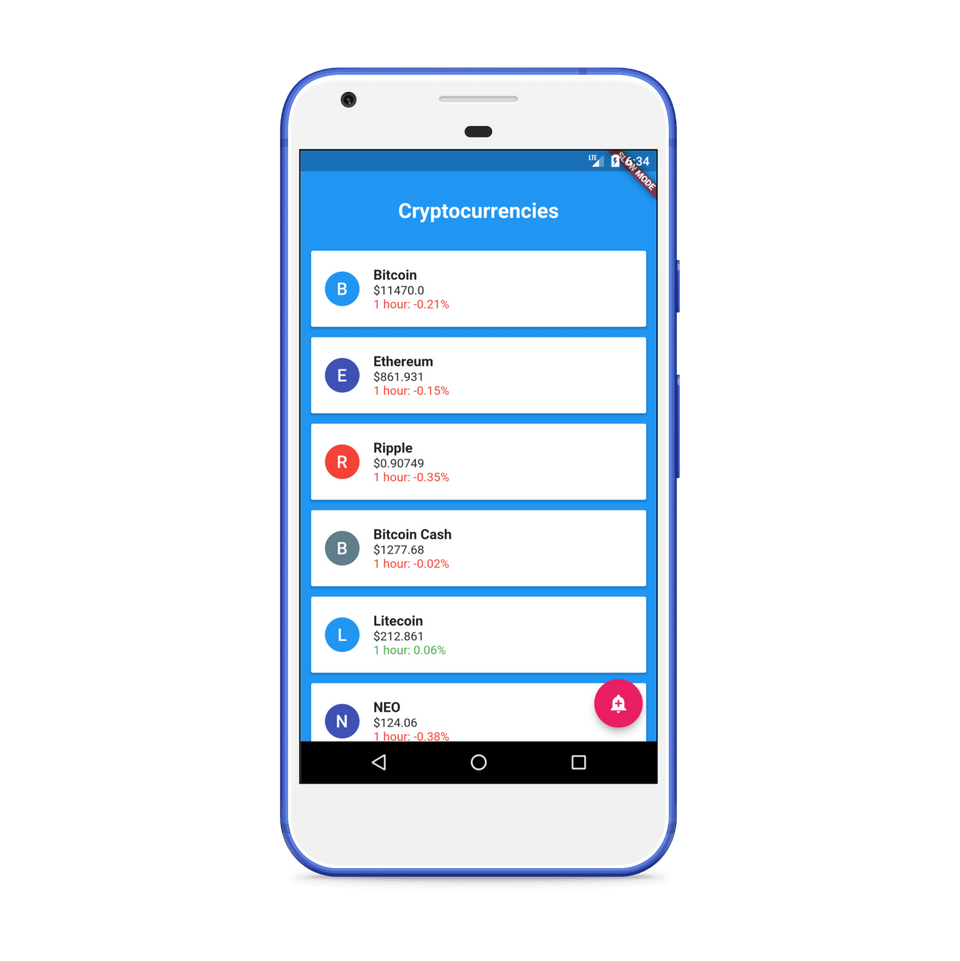 LTE 6:34
SLOW MODE
Cryptocurrencies
B
Bitcoin
$11470.0
1 hour: -0.21%
E
Ethereum
$861.931
1 hour: -0.15%
R
Ripple
$0.90749
1 hour: -0.35%
B
Bitcoin Cash
$1277.68
1 hour: -0.02%
L
Litecoin
$212.861
1 hour: 0.06%
N
NEO
$124.06
1 hour: -0.38%